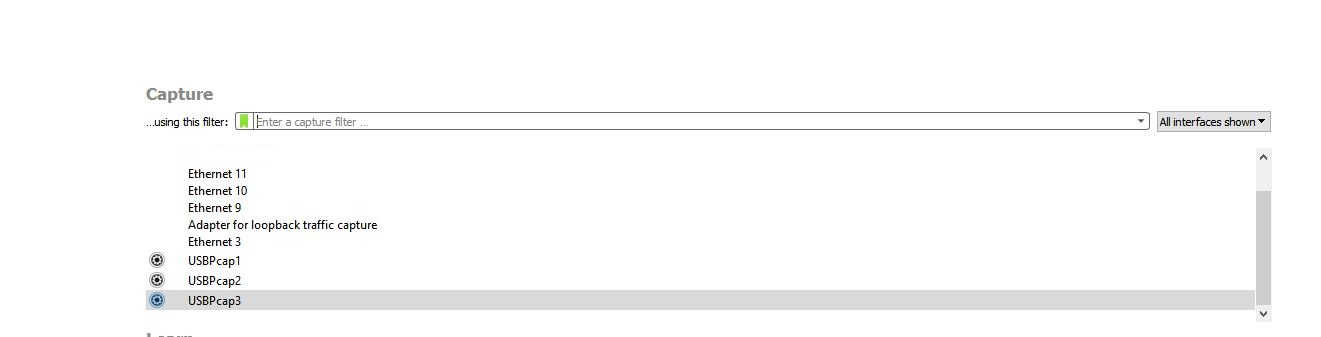 Capture
...using this filter: Enter a capture filter ... All interfaces shown
Ethernet 11
Ethernet 10
Ethernet 9
Adapter for loopback traffic capture
Ethernet 3
USBPcap1
USBPcap2
USBPcap3